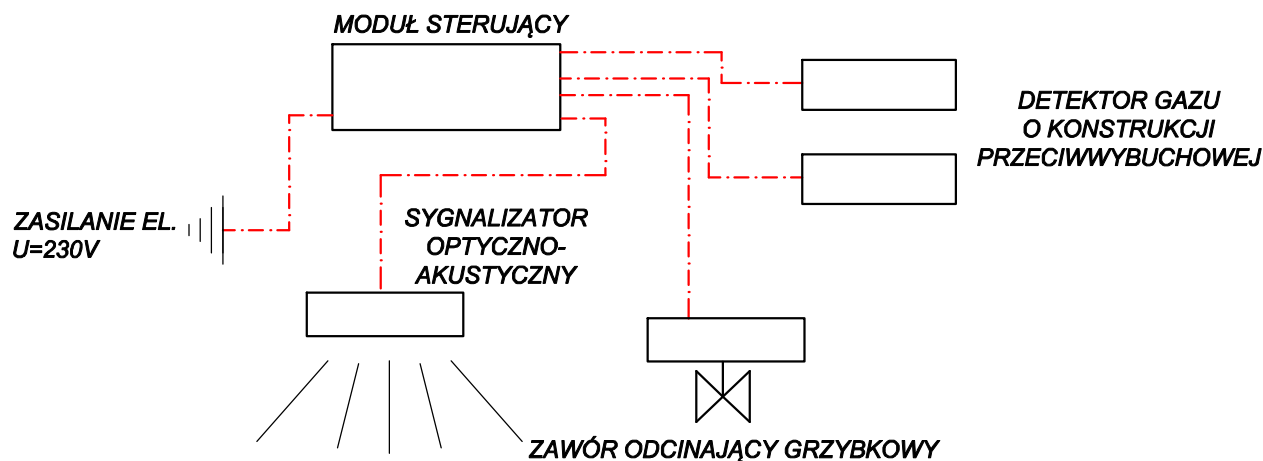 MODUŁ STERUJĄCY
DETEKTOR GAZU
O KONSTRUKCJI
PRZECIWWYBUCHOWEJ
ZASILANIE EL.
U=230V
SYGNALIZATOR
OPTYCZNO-
AKUSTYCZNY
ZAWÓR ODCINAJĄCY GRZYBKOWY